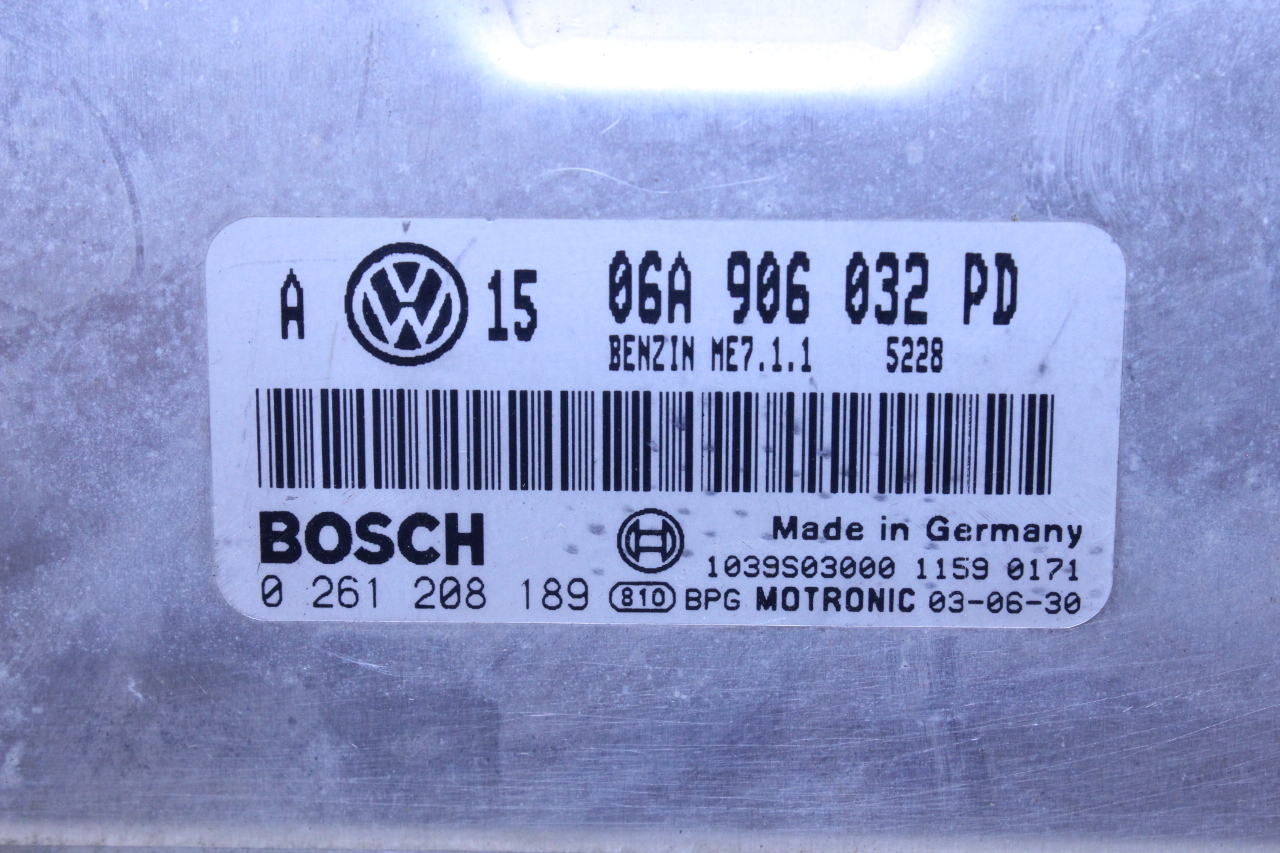 A VW 15 06A 906 032 PD
BENZIN ME7.1.1 5228
BOSCH Made in Germany
1039S03000 1159 0171
0 261 208 189 810 BPG MOTRONIC 03-06-30